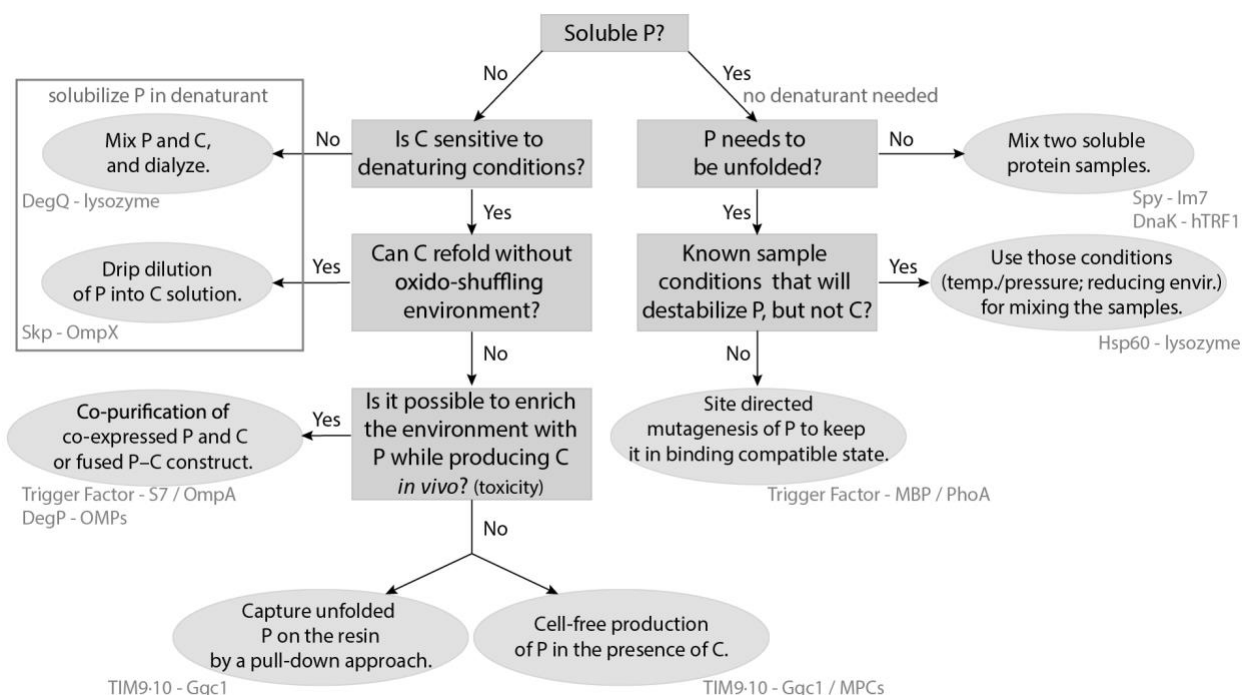 Soluble P?
No
Yes
solubilize P in denaturant
no denaturant needed
Mix P and C,
and dialyze.
No
Is C sensitive to
denaturing conditions?
P needs to
be unfolded?
No
Mix two soluble
protein samples.
DegQ - lysozyme
Spy - Im7
DnaK - hTRF1
Yes
Yes
Drip dilution
of P into C solution.
Yes
Can C refold without
oxido-shuffling
environment?
Known sample
conditions that will
destabilize P, but not C?
Yes
Use those conditions
(temp./pressure; reducing envir.)
for mixing the samples.
Skp - OmpX
Hsp60 - lysozyme
No
No
Co-purification of
co-expressed P and C
or fused P–C construct.
Yes
Is it possible to enrich
the environment with
P while producing C
in vivo? (toxicity)
Site directed
mutagenesis of P to keep
it in binding compatible state.
Trigger Factor - S7 / OmpA
DegP - OMPs
Trigger Factor - MBP / PhoA
No
Capture unfolded
P on the resin
by a pull-down approach.
Cell-free production
of P in the presence of C.
TIM9·10 - Ggc1
TIM9·10 - Ggc1 / MPCs